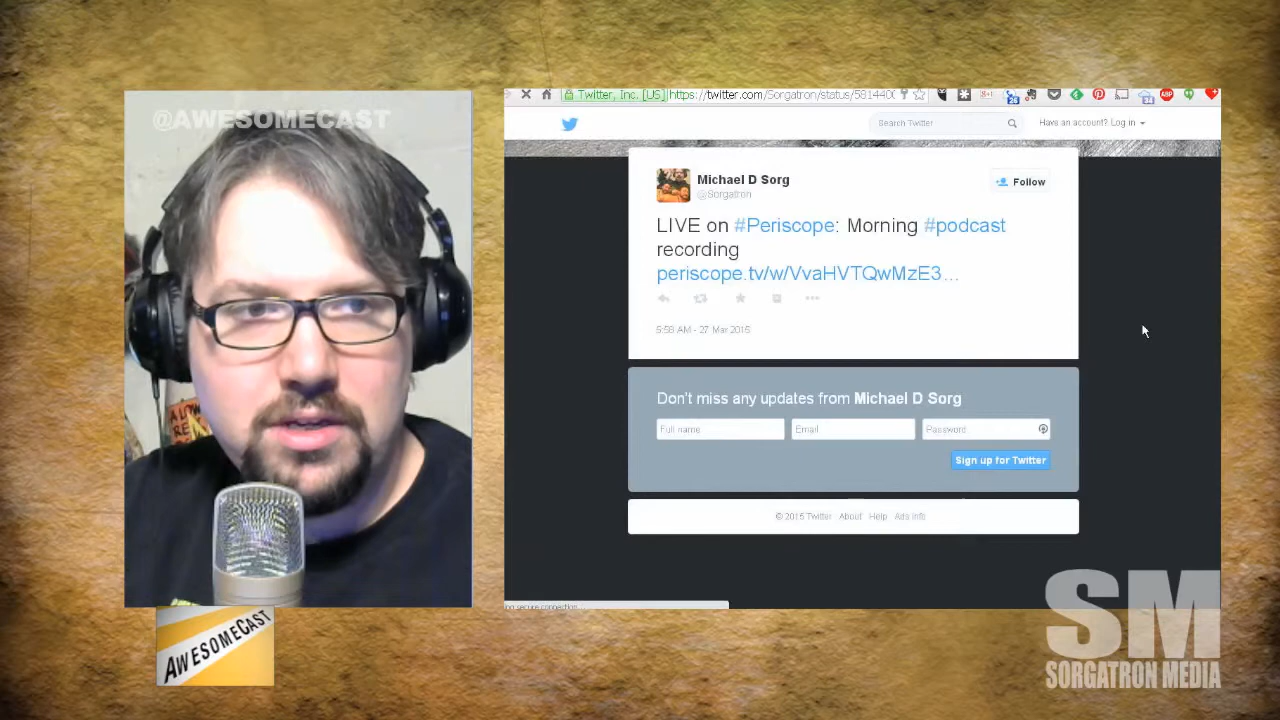 @AWESOMECAST
Twitter, Inc. [US] https://twitter.com/Sorgatron/status/5814400
Search Twitter
Have an account? Log in
Michael D Sorg
@Sorgatron
Follow
LIVE on #Periscope: Morning #podcast
recording
periscope.tv/w/VvaHVTQwMzE3...
5:58 AM - 27 Mar 2015
Don't miss any updates from Michael D Sorg
Full name
Email
Password
Sign up for Twitter
© 2015 Twitter About Help Ads info
secure connection
AWESOMECAST
SM
SORGATRON MEDIA